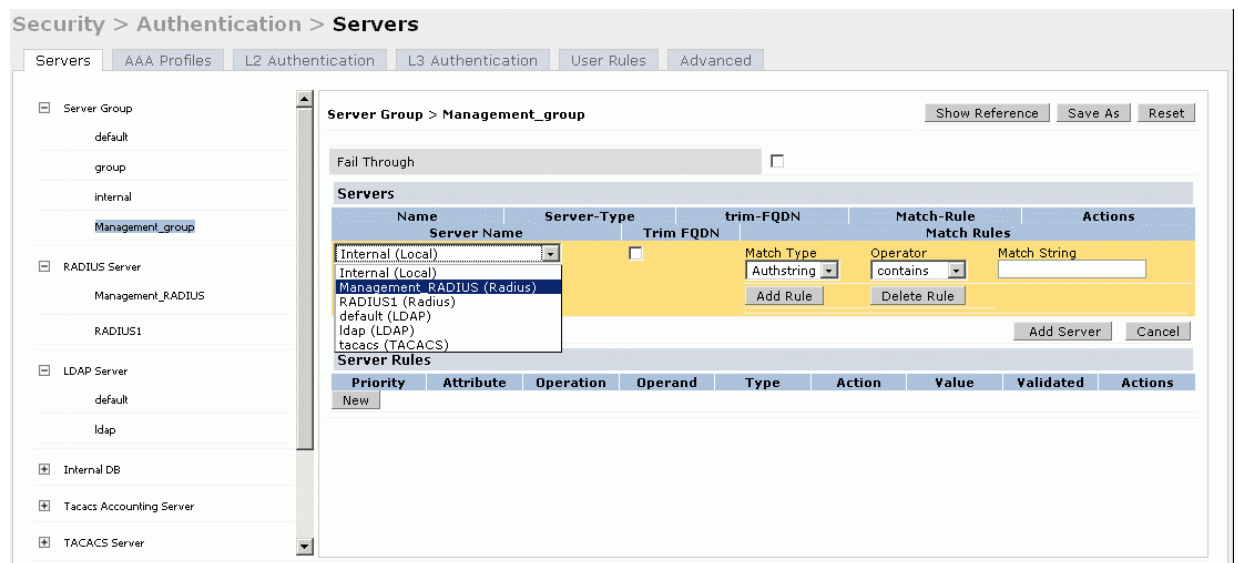 Security > Authentication > Servers
Servers AAA Profiles L2 Authentication L3 Authentication User Rules Advanced
Server Group
default
group
internal
Management_group
RADIUS Server
Management_RADIUS
RADIUS1
LDAP Server
default
ldap
Internal DB
Tacacs Accounting Server
TACACS Server
Server Group > Management_group Show Reference Save As Reset
Fail Through
Servers
Name Server-Type trim-FQDN Match-Rule Actions
Server Name Trim FQDN Match Rules
Internal (Local) Match Type Operator Match String
Authstring contains
Internal (Local)
Management_RADIUS (Radius)
RADIUS1 (Radius)
default (LDAP)
ldap (LDAP)
tacacs (TACACS)
Add Rule Delete Rule
Add Server Cancel
Server Rules
Priority Attribute Operation Operand Type Action Value Validated Actions
New